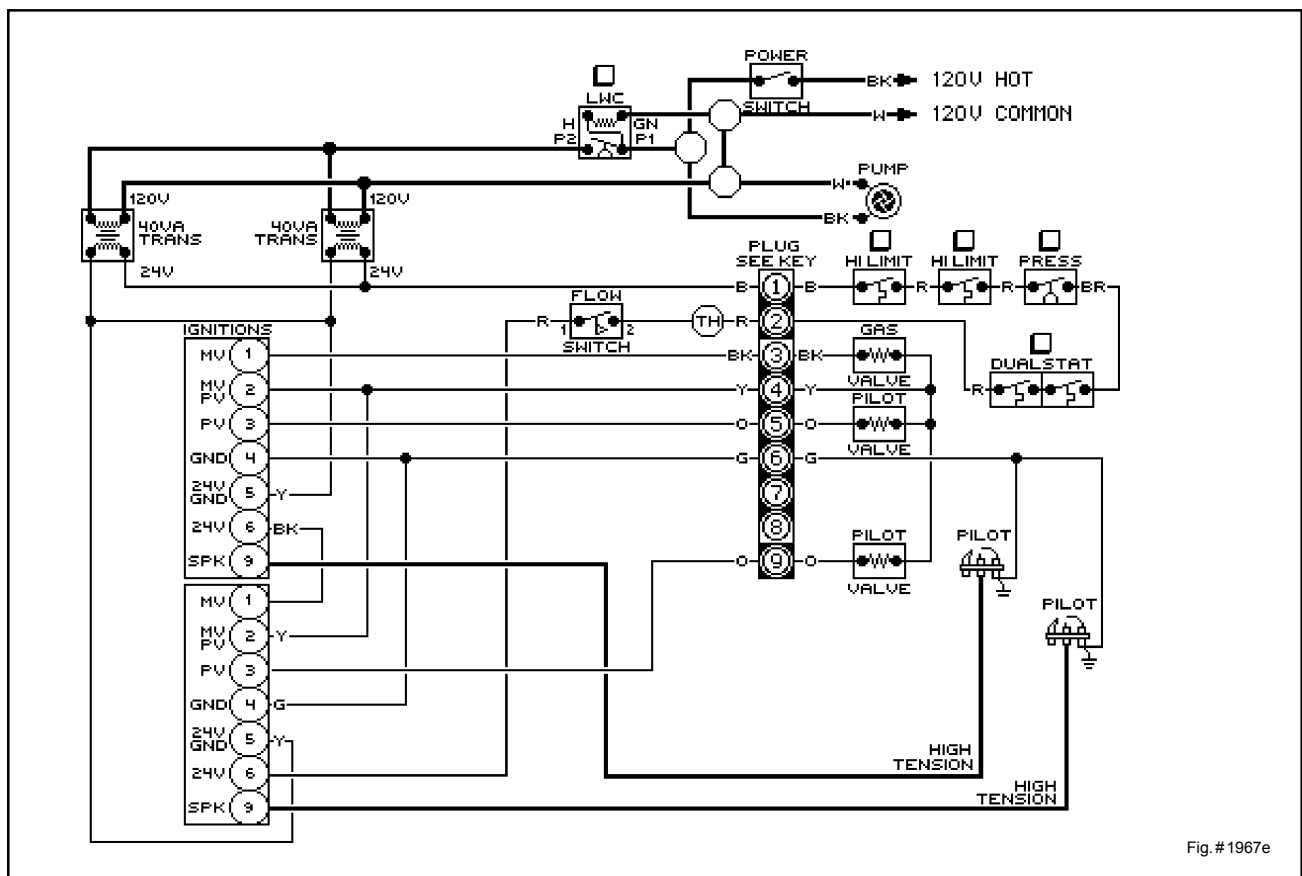 POWER
BK 120V HOT
LWC
SWITCH
H GN
W 120V COMMON
P2 P1
PUMP
W
120V 120V
BK
40VA
TRANS
40VA
TRANS
PLUG
SEE KEY
HI LIMIT HI LIMIT PRESS
24V 24V
B 1 B R R BR
FLOW
R 1 2 TH R 2
SWITCH
GAS
IGNITIONS
MV 1 BK 3 BK
VALVE
DUALSTAT
R
MV
PV 2 Y 4 Y
PILOT
PV 3 O 5 O
VALVE
GND 4 G 6 G
24V
GND 5 Y 7
24V 6 BK 8
PILOT PILOT
SPK 9 O 9 O
VALVE
MV 1
PILOT
MV
PV 2 Y
PV 3
GND 4 G
24V
GND 5 Y
HIGH
TENSION
24V 6
HIGH
TENSION
SPK 9
Fig. # 1967e